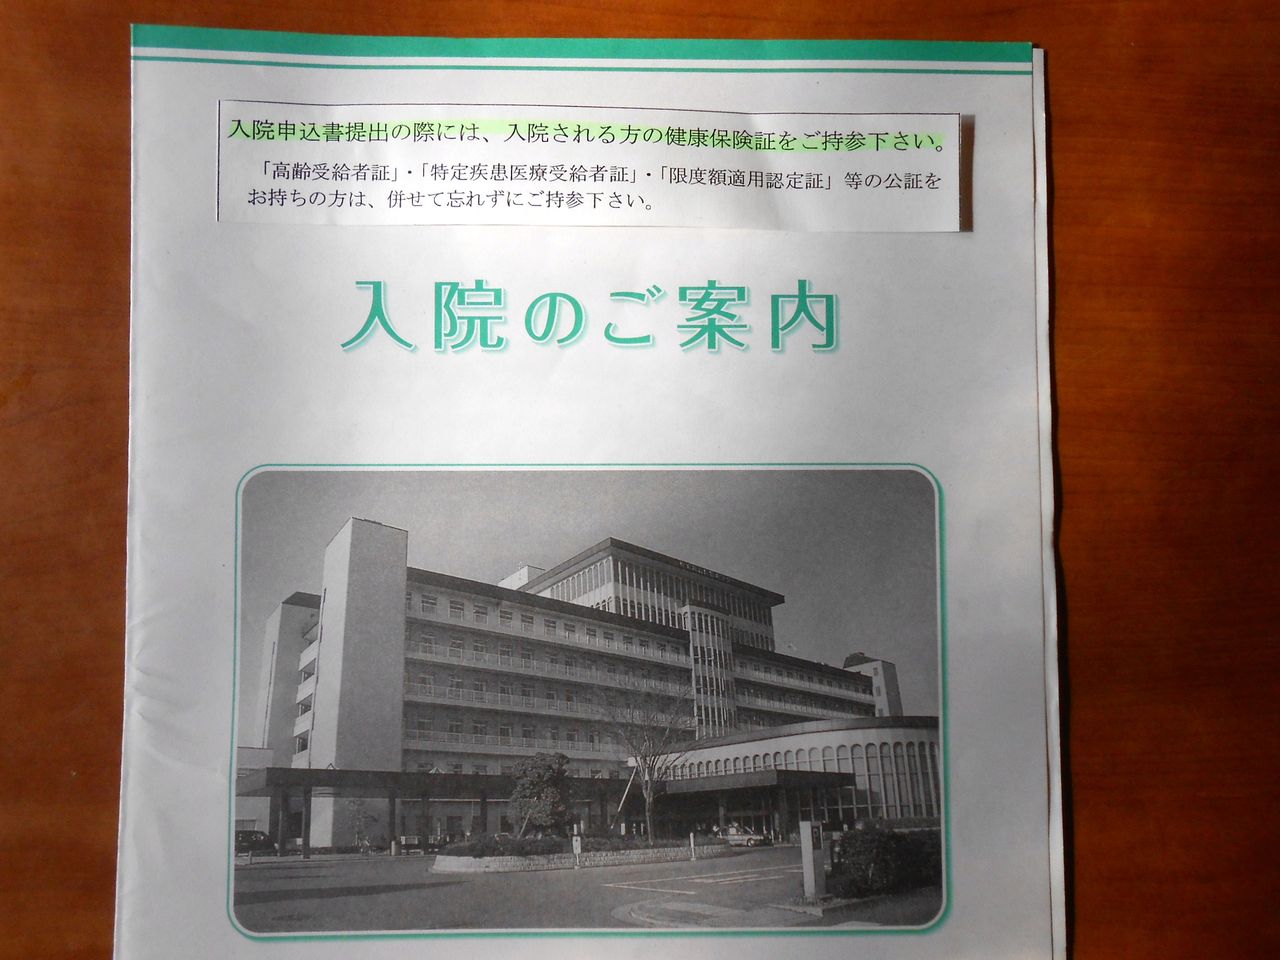 入院申込書提出の際には、入院される方の健康保険証をご持参下さい。
「高齢受給者証」・「特定疾患医療受給者証」・「限度額適用認定証」等の公証を
お持ちの方は、併せて忘れずにご持参下さい。
入院のご案内